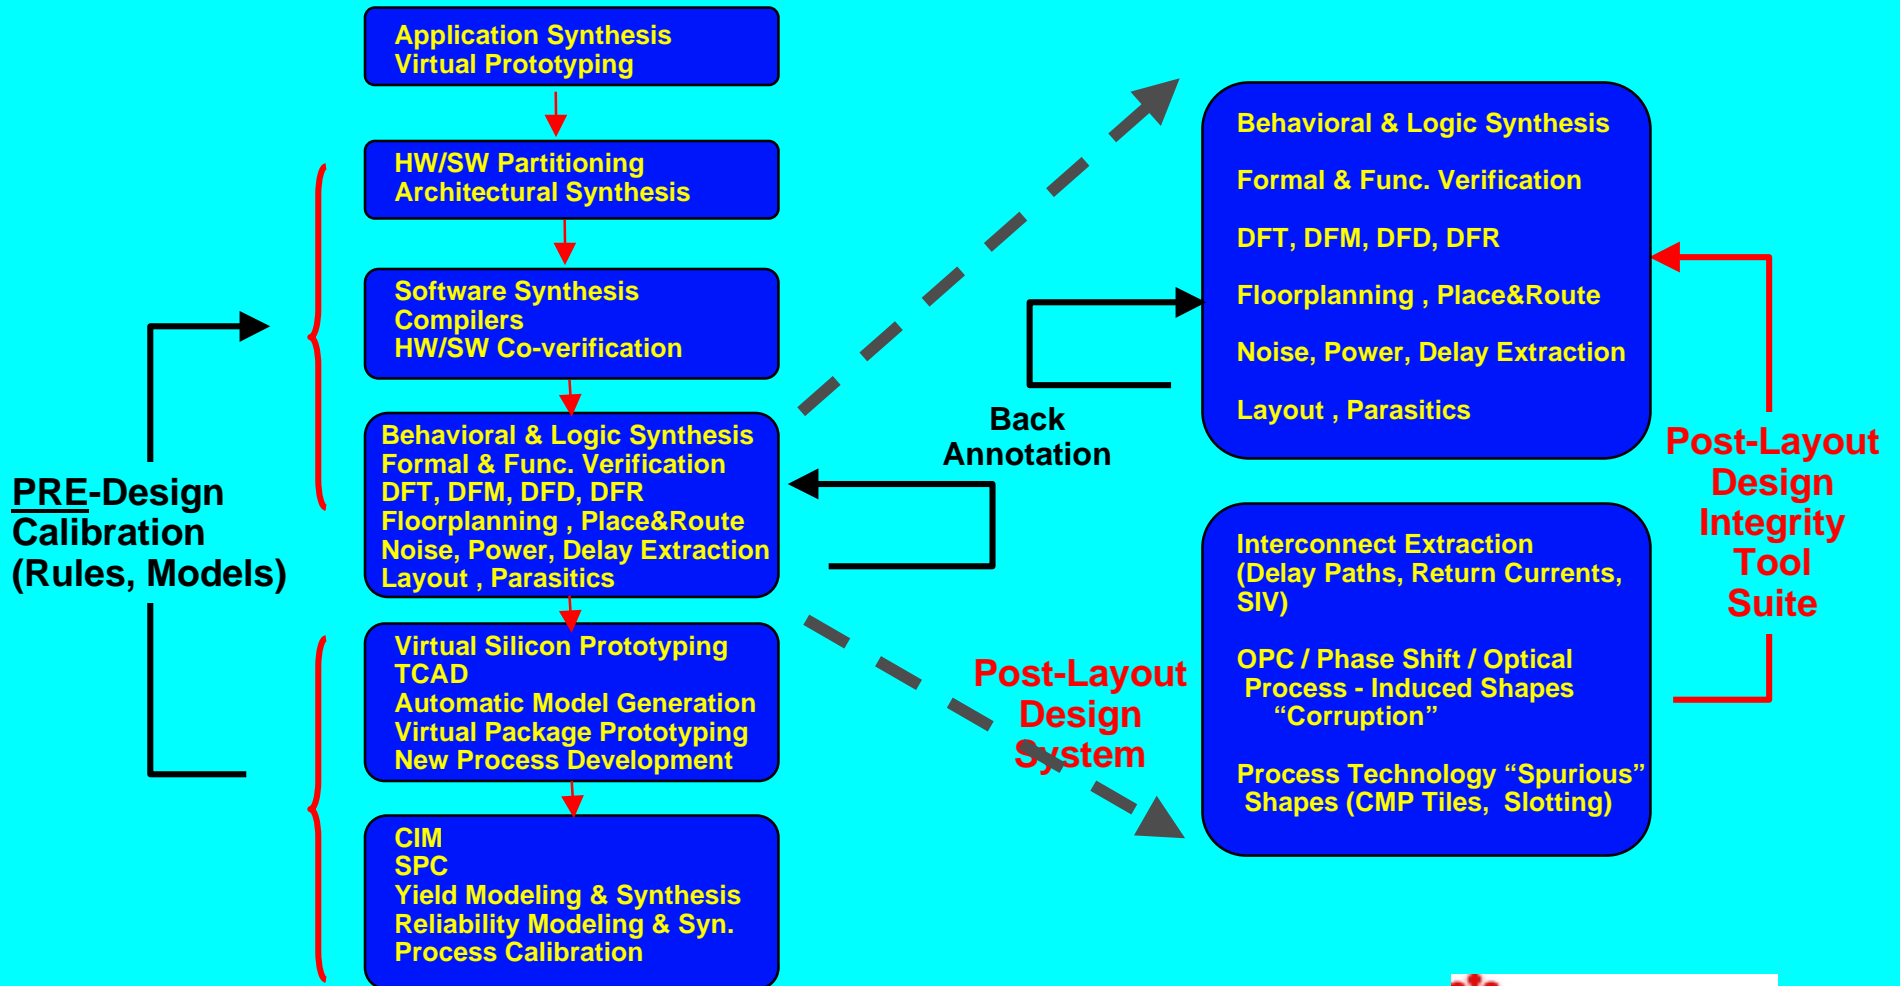 Application Synthesis
Virtual Prototyping
HW/SW Partitioning
Architectural Synthesis
Software Synthesis
Compilers
HW/SW Co-verification
Behavioral & Logic Synthesis
Formal & Func. Verification
DFT, DFM, DFD, DFR
Floorplanning , Place&Route
Noise, Power, Delay Extraction
Layout , Parasitics
Virtual Silicon Prototyping
TCAD
Automatic Model Generation
Virtual Package Prototyping
New Process Development
CIM
SPC
Yield Modeling & Synthesis
Reliability Modeling & Syn.
Process Calibration
PRE-Design
Calibration
(Rules, Models)
Back
Annotation
Post-Layout
Design
System
Behavioral & Logic Synthesis
Formal & Func. Verification
DFT, DFM, DFD, DFR
Floorplanning , Place&Route
Noise, Power, Delay Extraction
Layout , Parasitics
Interconnect Extraction
(Delay Paths, Return Currents,
SIV)
OPC / Phase Shift / Optical
Process - Induced Shapes
“Corruption”
Process Technology “Spurious”
Shapes (CMP Tiles, Slotting)
Post-Layout
Design
Integrity
Tool
Suite